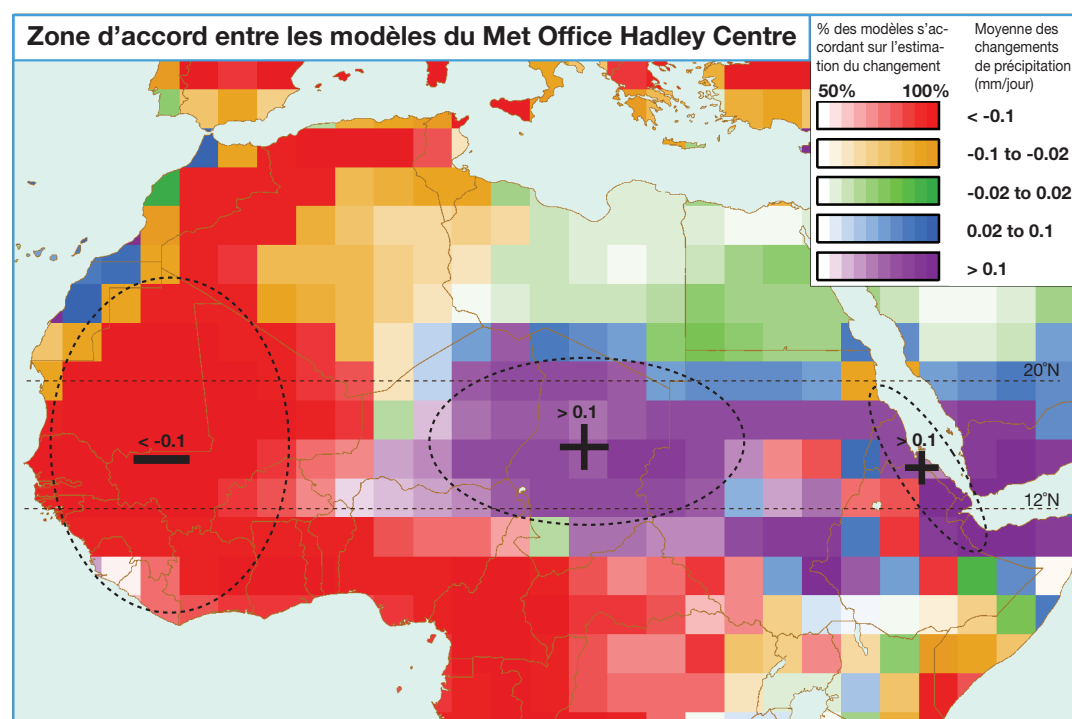 Zone d’accord entre les modèles du Met Office Hadley Centre
% des modèles s’ac-
cordant sur l’estima-
tion du changement
50% 100%
Moyenne des
changements
de précipitation
(mm/jour)
< -0.1
-0.1 to -0.02
-0.02 to 0.02
0.02 to 0.1
> 0.1
20°N
> 0.1
< -0.1
> 0.1
12°N